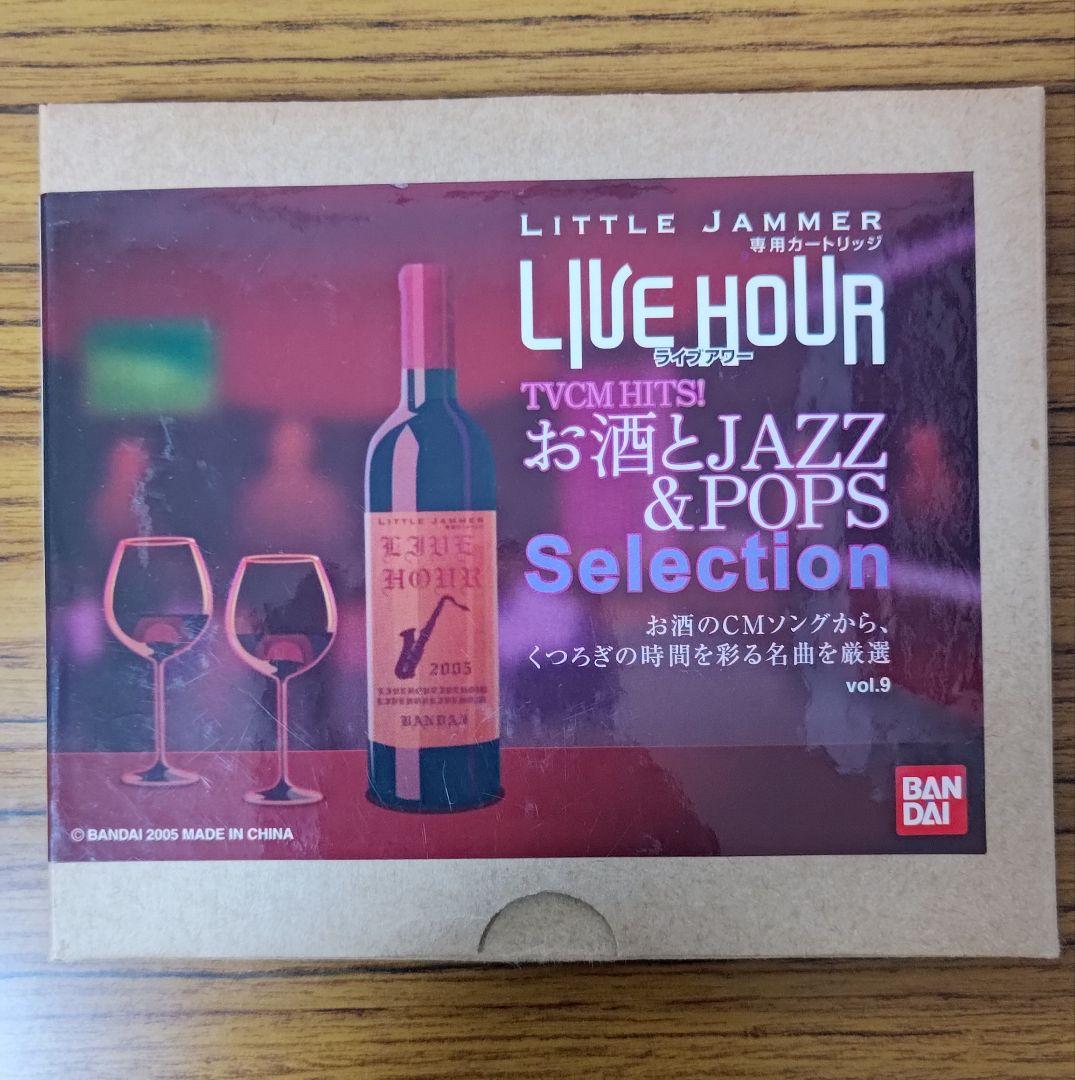 LITTLE JAMMER
専用カートリッジ
LIVE HOUR
ライブアワー
TVCM HITS!
お酒とJAZZ
&POPS
Selection
お酒のCMソングから、
くつろぎの時間を彩る名曲を厳選
vol.9
LITTLE JAMMER
LIVE
HOUR
2005
BANDAI
BAN
DAI
© BANDAI 2005 MADE IN CHINA